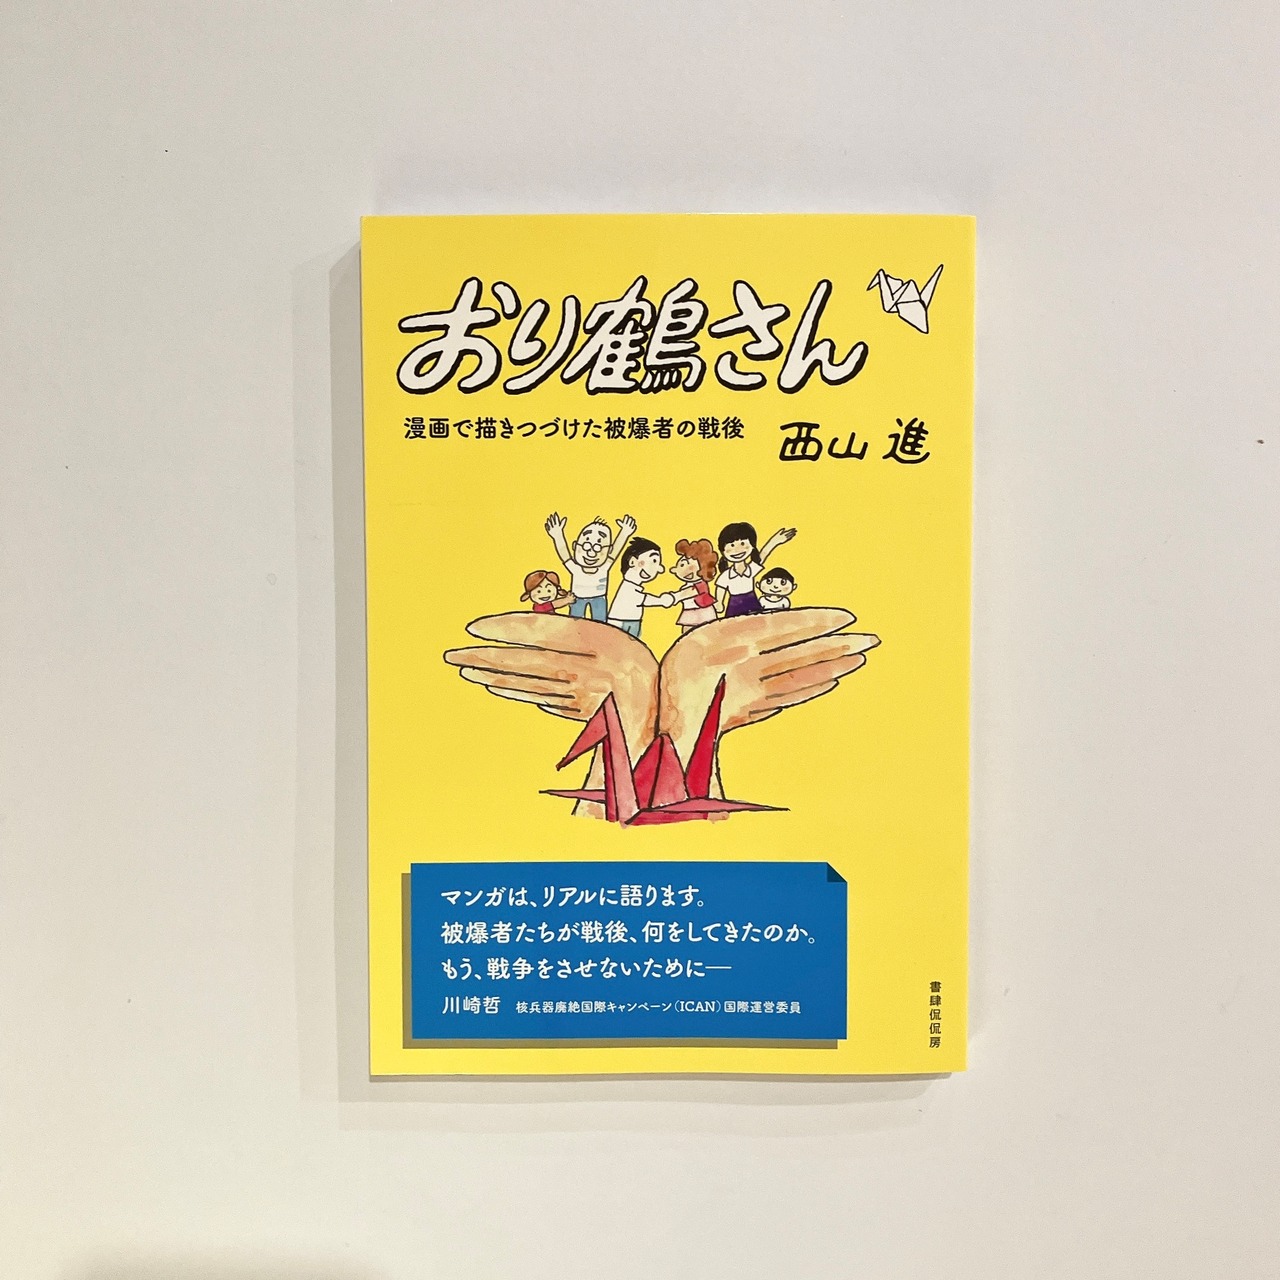 おり鶴さん
漫画で描きつづけた被爆者の戦後
西山 進
マンガは、リアルに語ります。
被爆者たちが戦後、何をしてきたのか。
もう、戦争をさせないために──
川崎哲 核兵器廃絶国際キャンペーン(ICAN)国際運営委員
書肆侃侃房